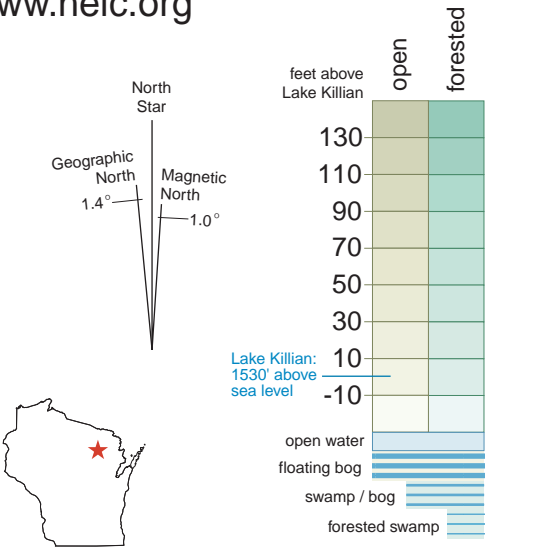 ww.nelc.org
North
Star
Geographic
North
1.4°
Magnetic
North
1.0°
feet above
Lake Killian
open
forested
130
110
90
70
50
30
10
-10
Lake Killian:
1530' above
sea level
open water
floating bog
swamp / bog
forested swamp